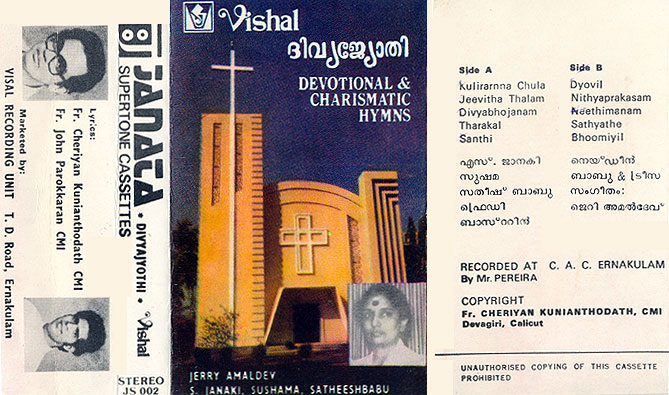 Lyrics:
Fr. Cheriyan Kunianthodath CMI
Fr. John Parokkaran CMI
Marketed by:
VISAL RECORDING UNIT T. D. Road, Ernakulam
JANATA
SUPERTONE CASSETTES
• DIVYAJYOTHI •
Vishal
STEREO
JS 002
Vishal
ദിവ്യജ്യോതി
DEVOTIONAL &
CHARISMATIC
HYMNS
JERRY AMALDEV
S. JANAKI, SUSHAMA, SATHEESHBABU
Side A
Kulirarnna Chula
Jeevitha Thalam
Divyabhojanam
Tharakal
Santhi
Side B
Dyovil
Nithyaprakasam
Neethimanam
Sathyathe
Bhoomiyil
എസ്. ജാനകി
സുഷമ
സതീഷ് ബാബു
ഫ്രെഡി
ബാസ്റ്ററിൻ
നെയ്ഡീൻ
ബാബു & ട്രീസ
സംഗീതം:
ജെറി അമൽദേവ്
RECORDED AT C. A. C. ERNAKULAM
By Mr. PEREIRA
COPYRIGHT
Fr. CHERIYAN KUNIANTHODATH, CMI
Devagiri, Calicut
UNAUTHORISED COPYING OF THIS CASSETTE
PROHIBITED